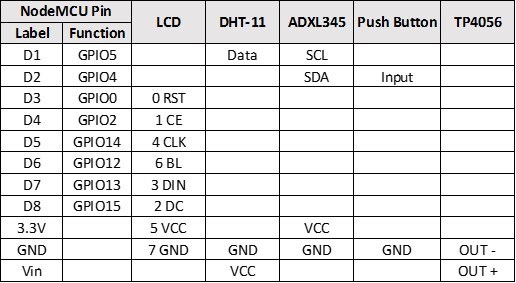 NodeMCU Pin LCD DHT-11 ADXL345 Push Button TP4056
Label Function
D1 GPIO5 Data SCL
D2 GPIO4 SDA Input
D3 GPIO0 0 RST
D4 GPIO2 1 CE
D5 GPIO14 4 CLK
D6 GPIO12 6 BL
D7 GPIO13 3 DIN
D8 GPIO15 2 DC
3.3V 5 VCC VCC
GND 7 GND GND GND GND OUT -
Vin VCC OUT +